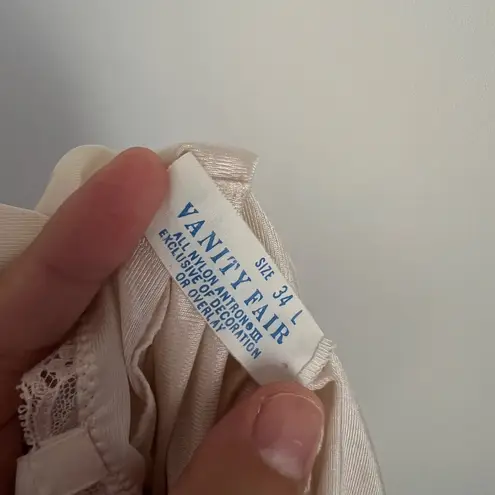 SIZE 34 L
VANITY FAIR
ALL NYLON ANTRON® III
EXCLUSIVE OF DECORATION
OR OVERLAY